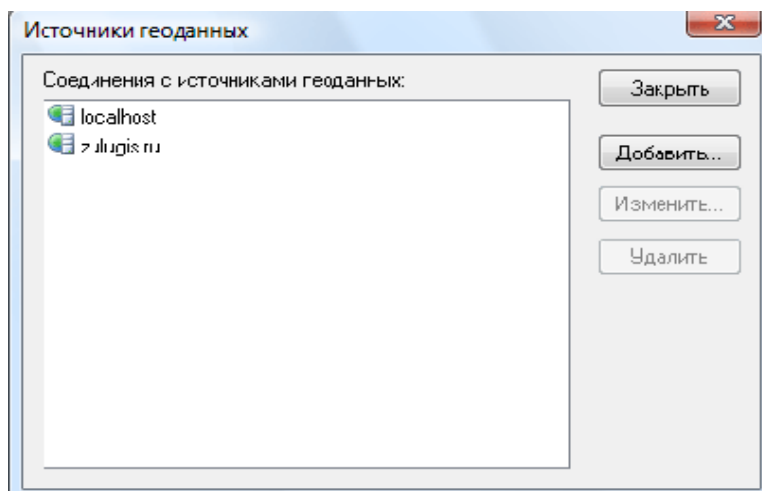 Источники геоданных
Соединения с источниками геоданных:
localhost
zulugis.ru
Закрыть
Добавить...
Изменить...
Удалить